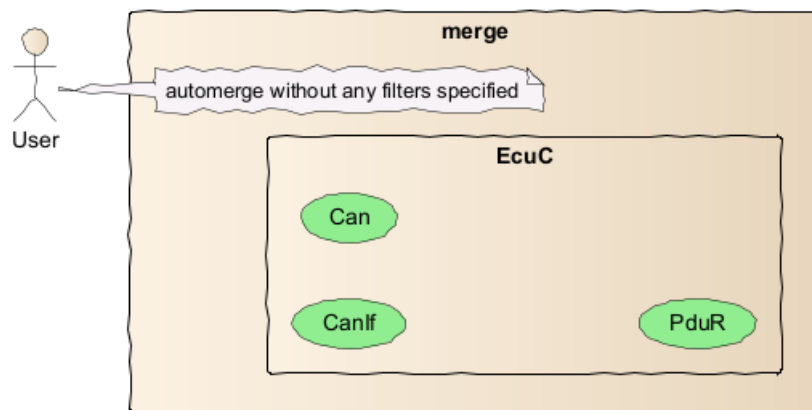 merge
automerge without any filters specified
User
EcuC
Can
CanIf
PduR